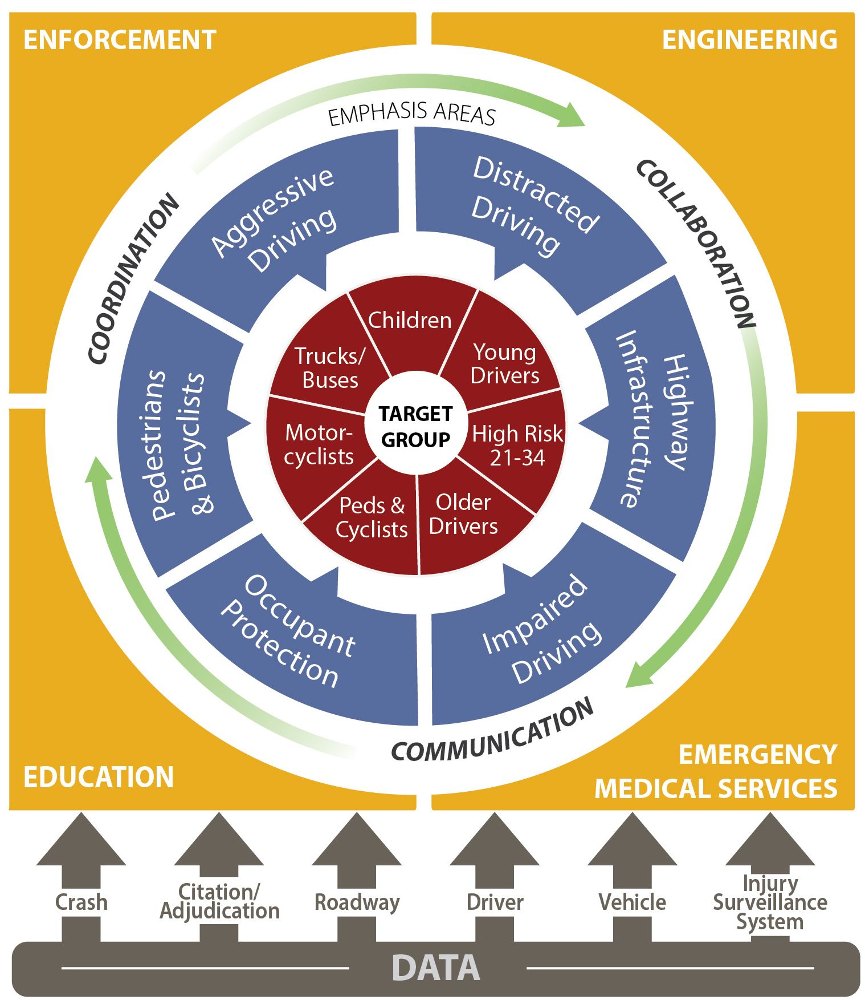 ENFORCEMENT
ENGINEERING
EMPHASIS AREAS
COORDINATION
COLLABORATION
COMMUNICATION
Aggressive
Driving
Distracted
Driving
Highway
Infrastructure
Impaired
Driving
Occupant
Protection
Pedestrians
& Bicyclists
Children
Young
Drivers
High Risk
21-34
Older
Drivers
Peds &
Cyclists
Motor-
cyclists
Trucks/
Buses
TARGET
GROUP
EDUCATION
EMERGENCY
MEDICAL SERVICES
Crash
Citation/
Adjudication
Roadway
Driver
Vehicle
Injury
Surveillance
System
DATA